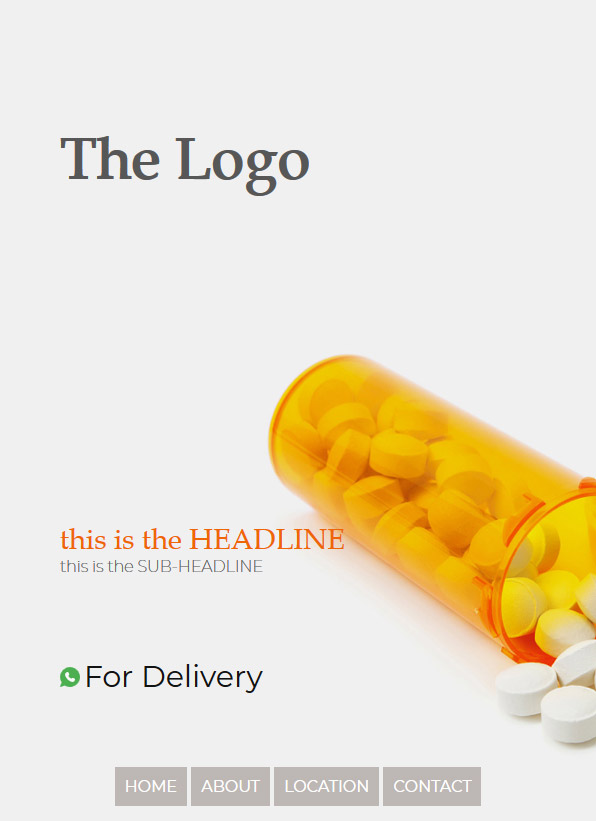 The Logo
this is the HEADLINE
this is the SUB-HEADLINE
For Delivery
HOME ABOUT LOCATION CONTACT